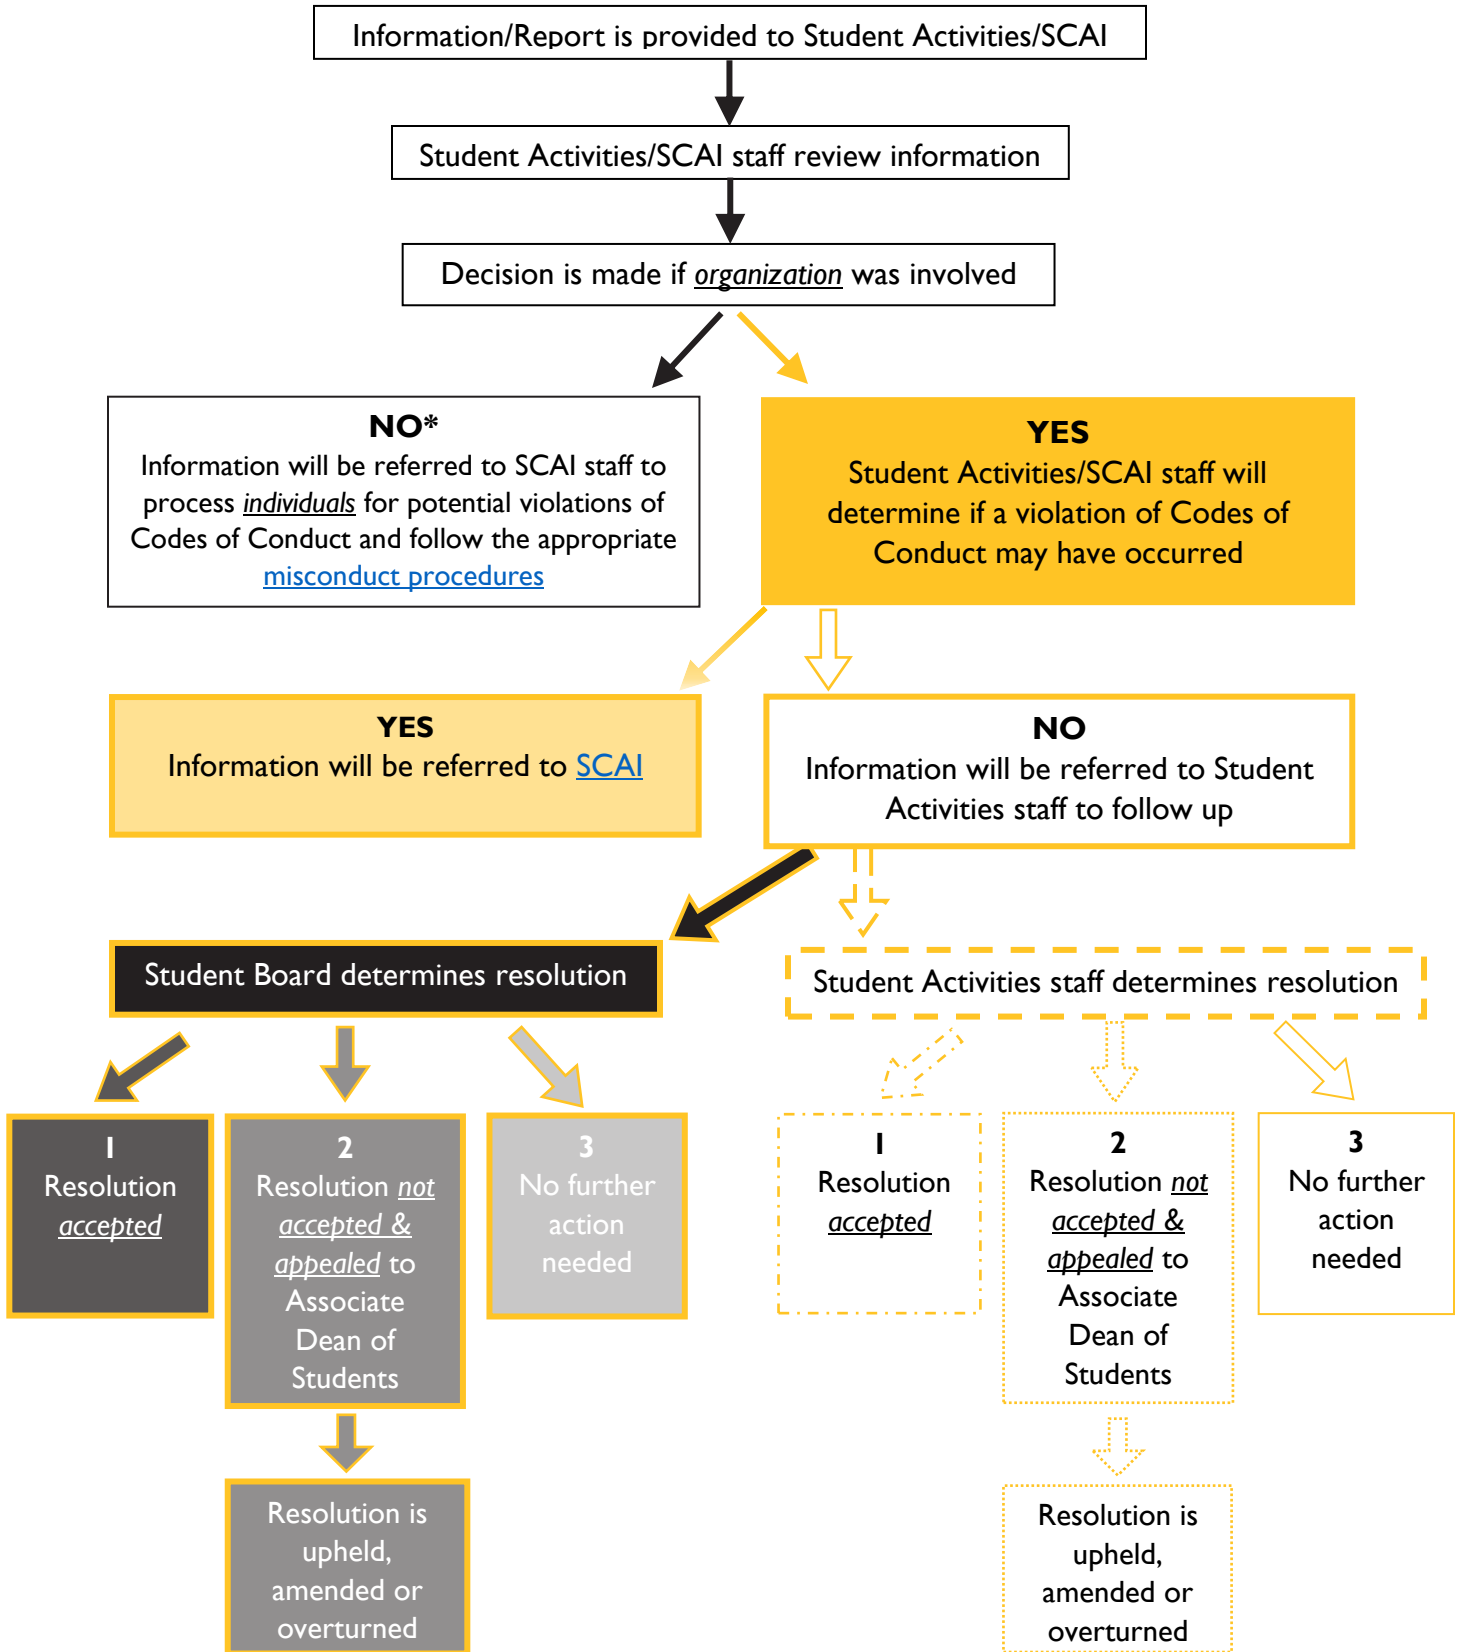 Information/Report is provided to Student Activities/SCAI
Student Activities/SCAI staff review information
Decision is made if organization was involved
NO*
Information will be referred to SCAI staff to
process individuals for potential violations of
Codes of Conduct and follow the appropriate
misconduct procedures
YES
Student Activities/SCAI staff will
determine if a violation of Codes of
Conduct may have occurred
YES
Information will be referred to SCAI
NO
Information will be referred to Student
Activities staff to follow up
Student Board determines resolution
Student Activities staff determines resolution
1
Resolution
accepted
2
Resolution not
accepted &
appealed to
Associate
Dean of
Students
3
No further
action
needed
1
Resolution
accepted
2
Resolution not
accepted &
appealed to
Associate
Dean of
Students
3
No further
action
needed
Resolution is
upheld,
amended or
overturned
Resolution is
upheld,
amended or
overturned